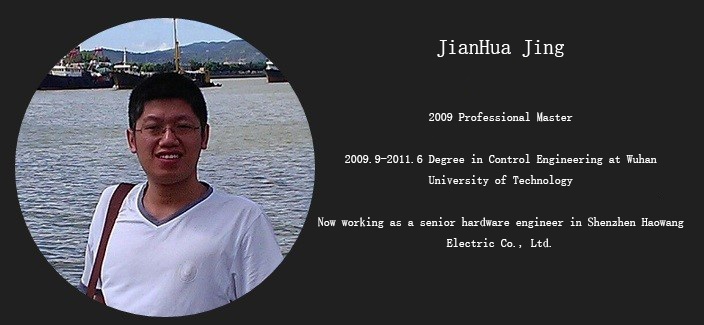 JianHua Jing
2009 Professional Master
2009.9-2011.6 Degree in Control Engineering at Wuhan
University of Technology
Now working as a senior hardware engineer in Shenzhen Haowang
Electric Co., Ltd.